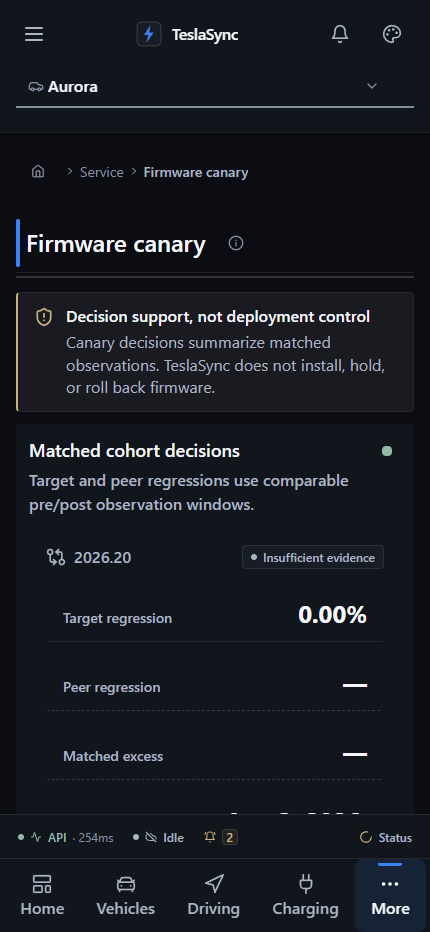 TeslaSync
Aurora
Service
Firmware canary
Firmware canary
Decision support, not deployment control
Canary decisions summarize matched
observations. TeslaSync does not install, hold,
or roll back firmware.
Matched cohort decisions
Target and peer regressions use comparable
pre/post observation windows.
2026.20
Insufficient evidence
Target regression
0.00%
Peer regression
—
Matched excess
—
API · 254ms
Idle
2
Status
Home
Vehicles
Driving
Charging
More